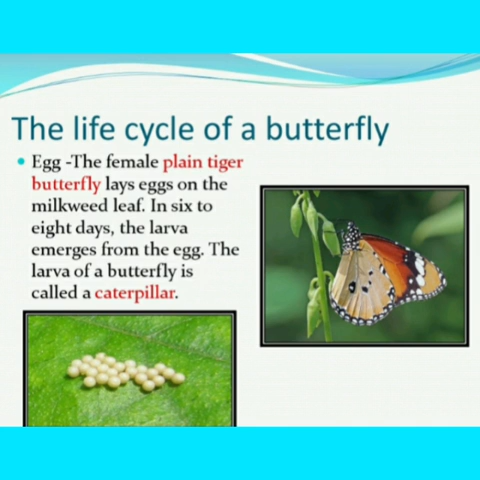 The life cycle of a butterfly
Egg -The female plain tiger
butterfly lays eggs on the
milkweed leaf. In six to
eight days, the larva
emerges from the egg. The
larva of a butterfly is
called a caterpillar.